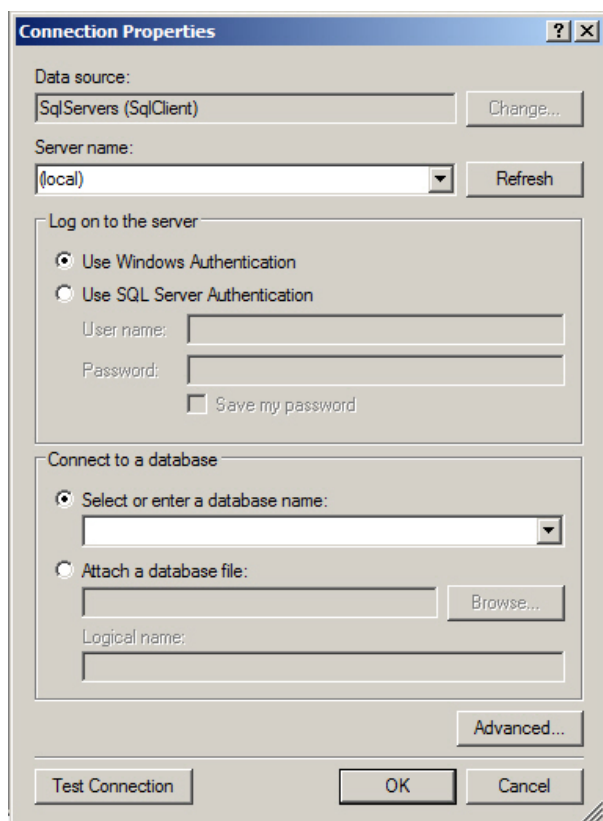 Connection Properties
?
Data source:
SqlServers (SqlClient)
Change...
Server name:
(local)
Refresh
Log on to the server
Use Windows Authentication
Use SQL Server Authentication
User name:
Password:
Save my password
Connect to a database
Select or enter a database name:
Attach a database file:
Browse...
Logical name:
Advanced...
Test Connection
OK
Cancel